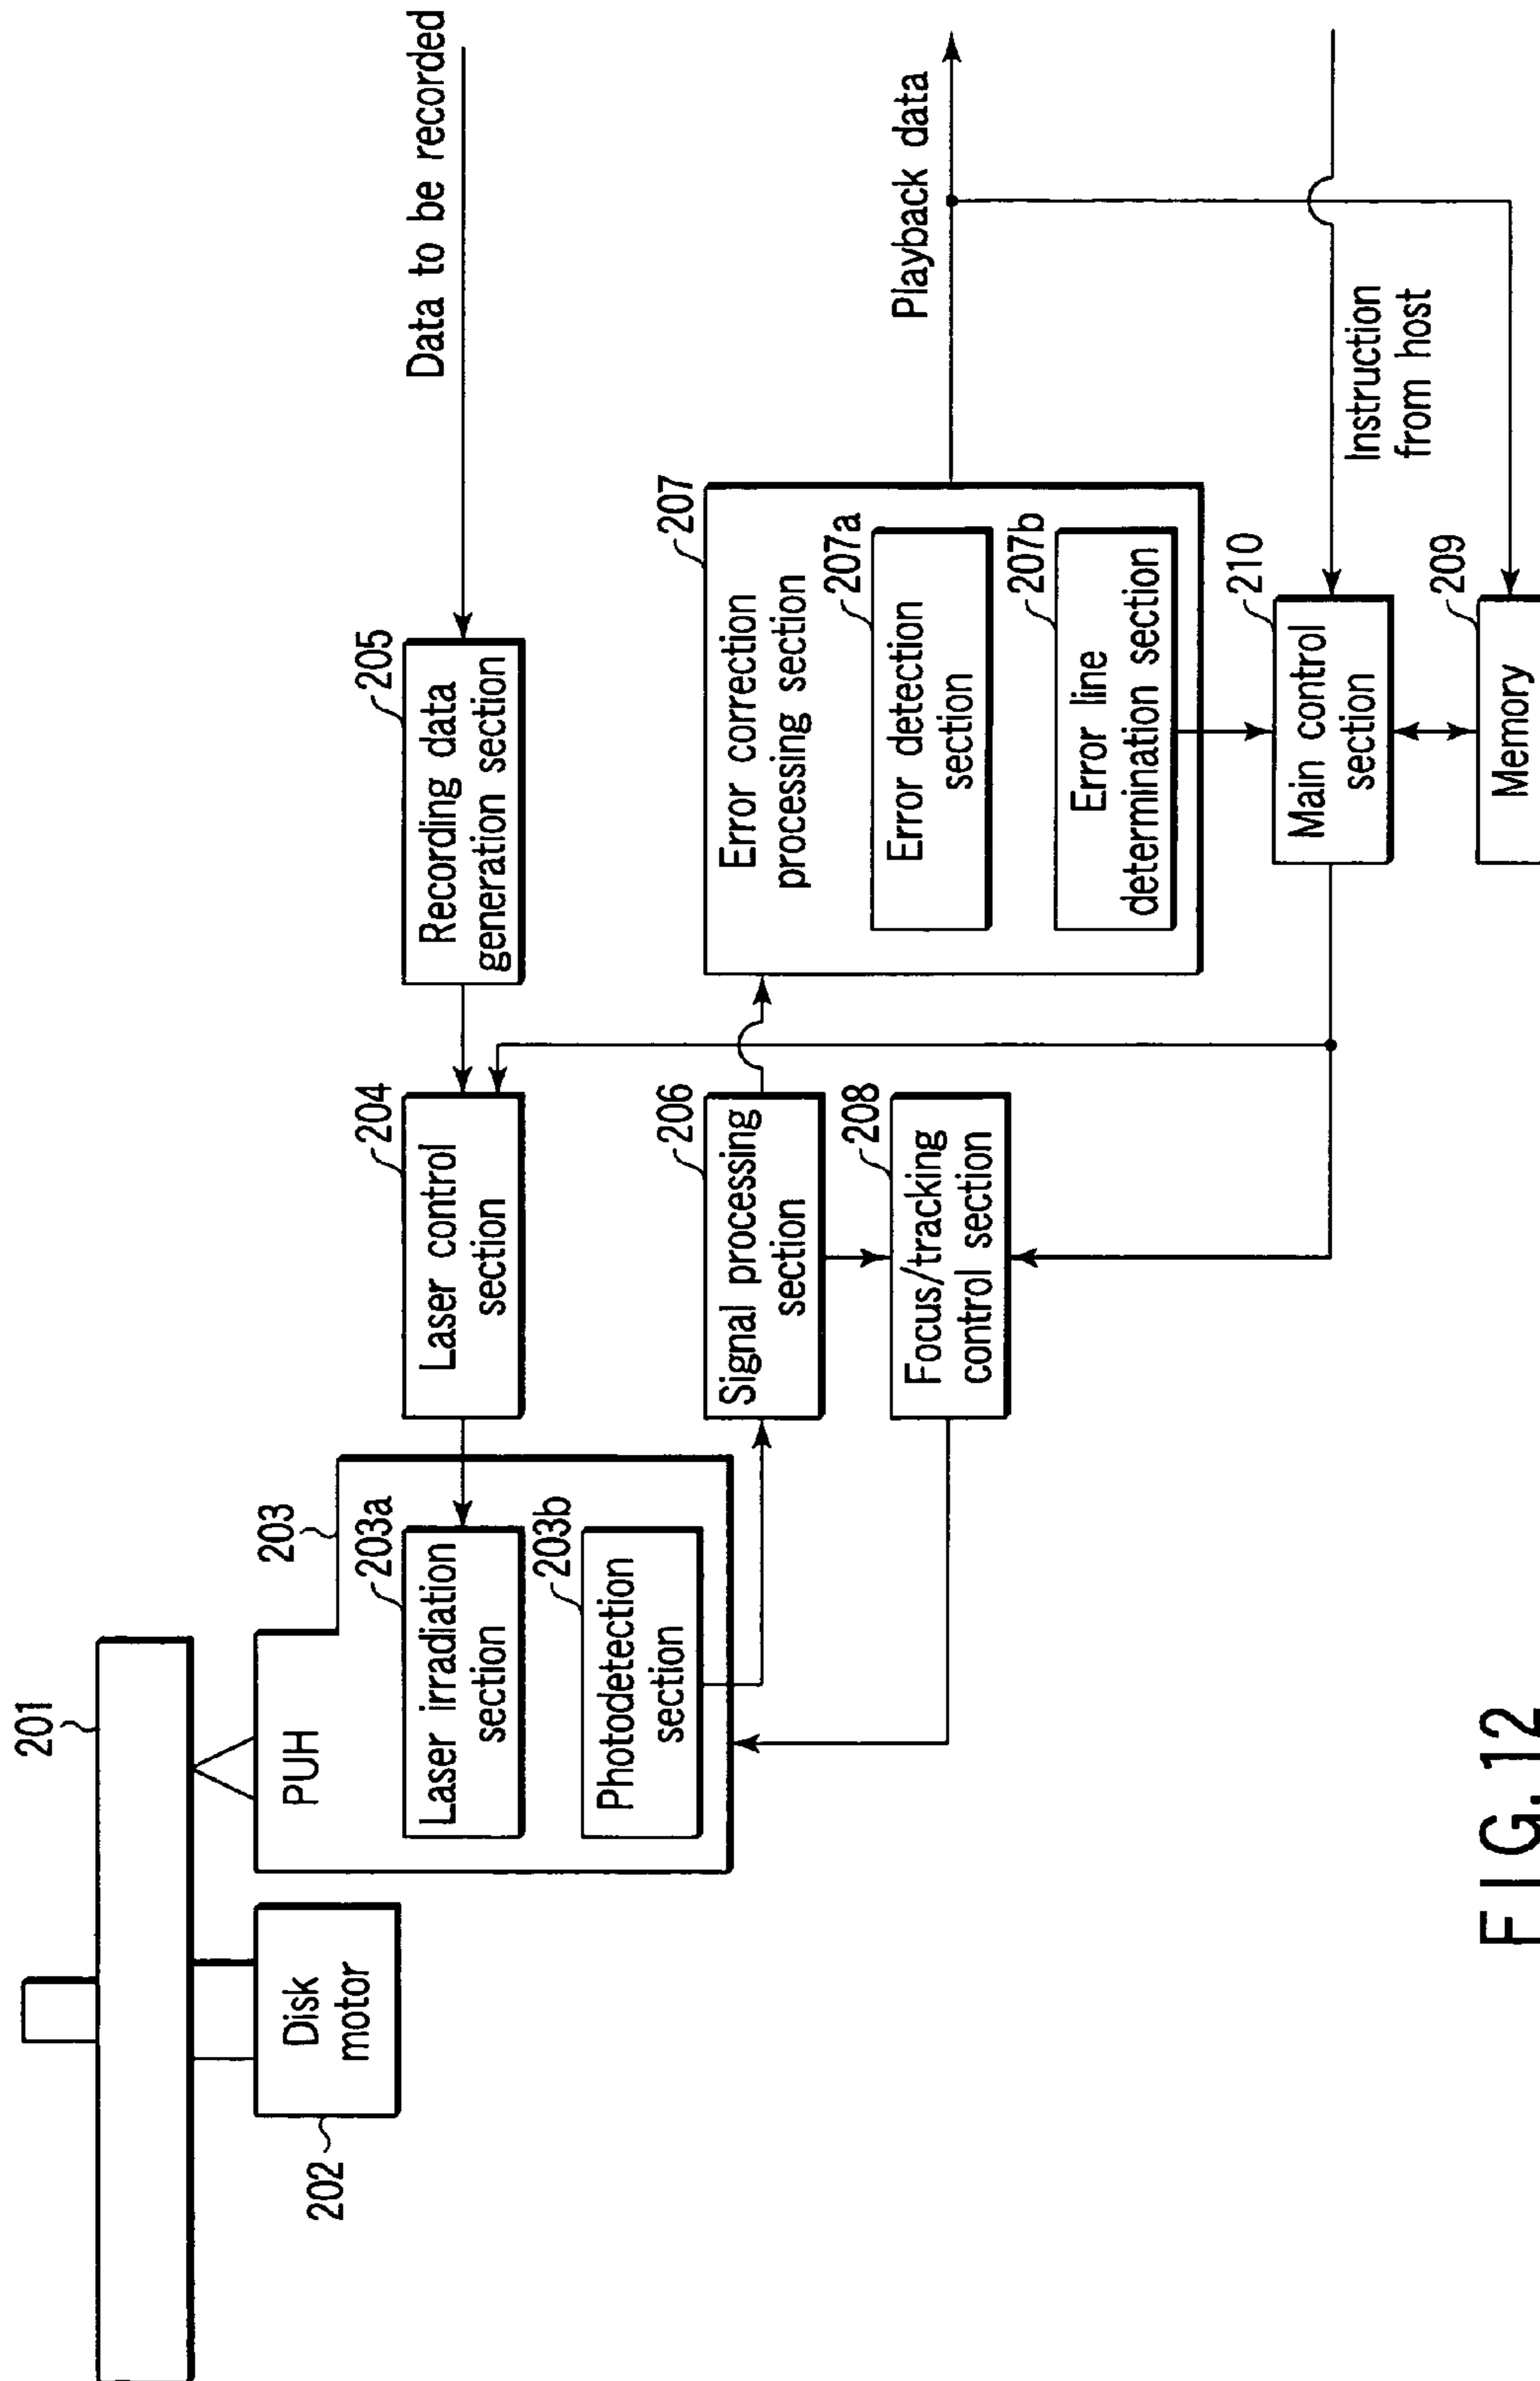 201
Disk
motor
202
PUH
203
Laser irradiation
section
203a
Photodetection
section
203b
Laser control
section
204
Recording data
generation section
205
Data to be recorded
Signal processing
section
206
Focus/tracking
control section
208
Error correction
processing section
207
Error detection
section
207a
Error line
determination section
207b
Playback data
Main control
section
210
Instruction
from host
Memory
209
FIG. 12